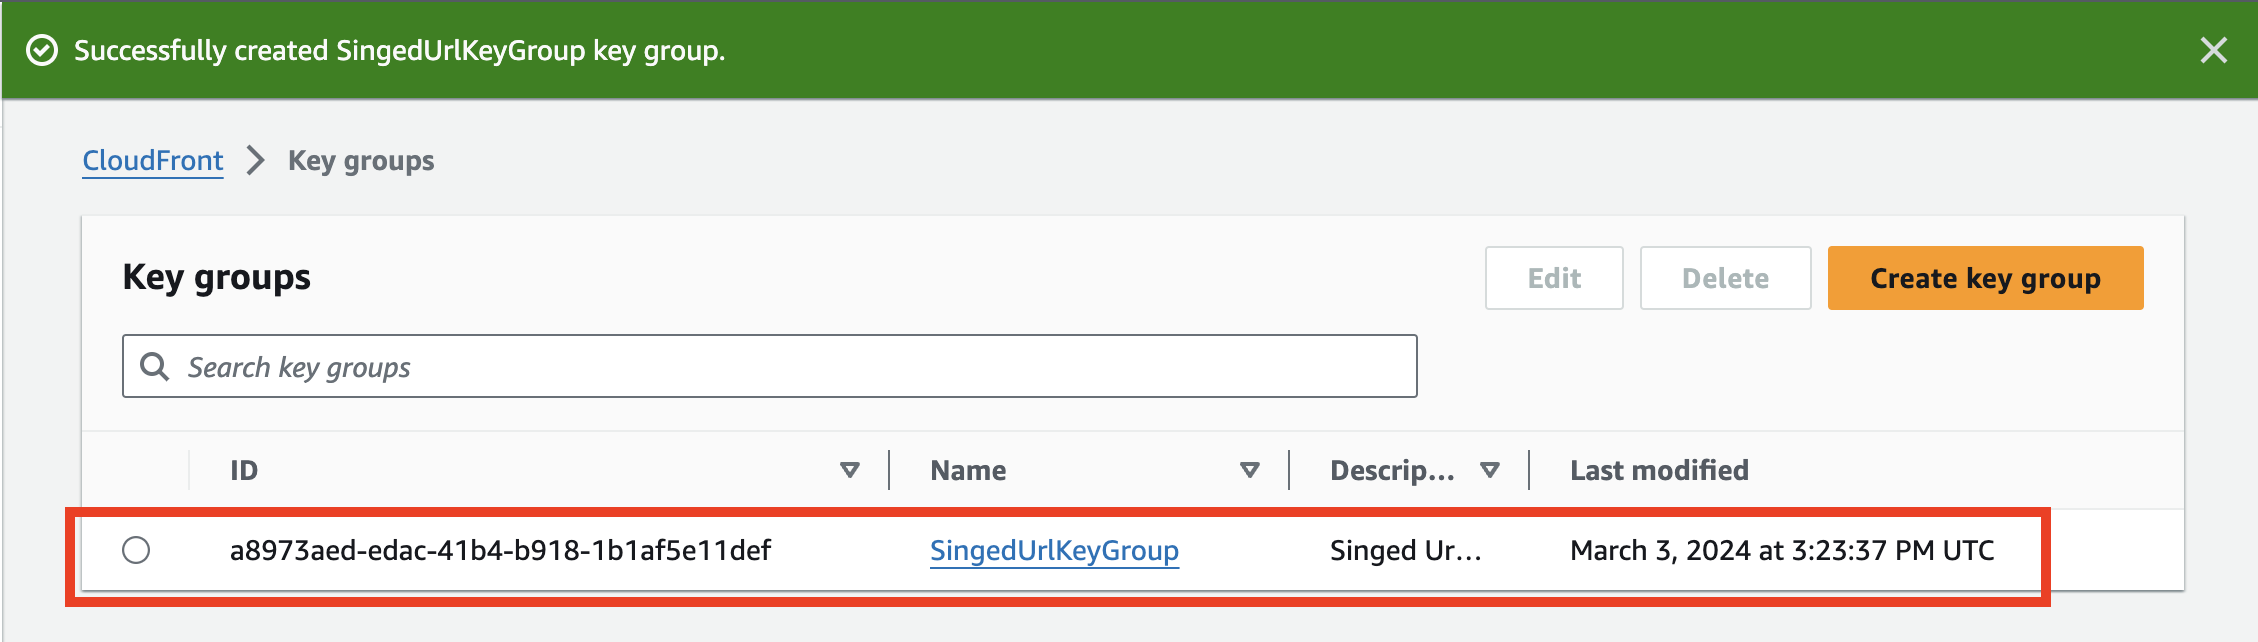 Successfully created SingedUrlKeyGroup key group.
CloudFront Key groups
Key groups Edit Delete Create key group
Search key groups
ID Name Descrip... Last modified
a8973aed-edac-41b4-b918-1b1af5e11def SingedUrlKeyGroup Singed Ur... March 3, 2024 at 3:23:37 PM UTC